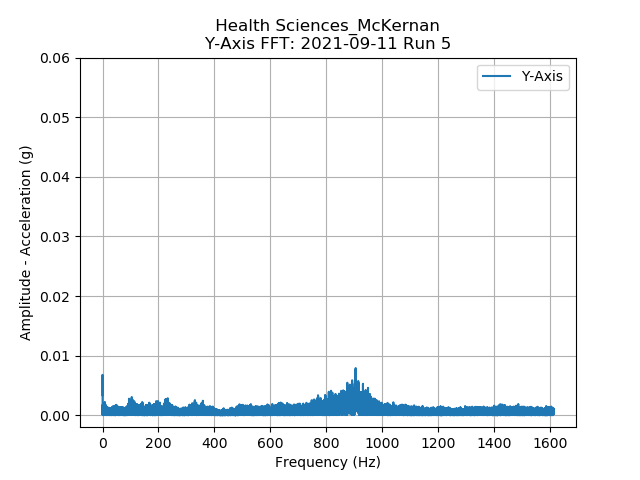 Health Sciences_McKernan
Y-Axis FFT: 2021-09-11 Run 5
Y-Axis
0.06
0.05
0.04
0.03
0.02
0.01
0.00
Amplitude - Acceleration (g)
0 200 400 600 800 1000 1200 1400 1600
Frequency (Hz)